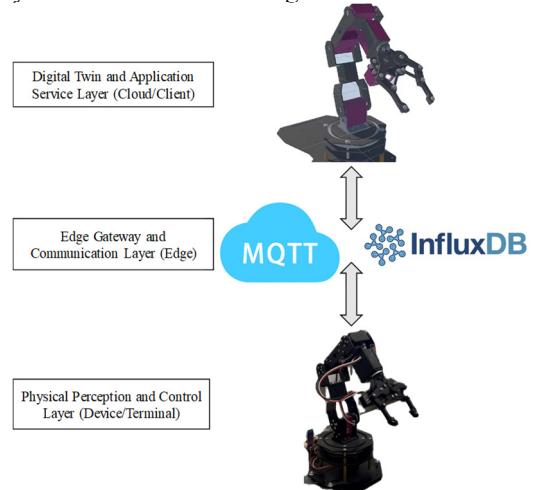 Digital Twin and Application
Service Layer (Cloud/Client)
Edge Gateway and
Communication Layer (Edge)
MQTT
InfluxDB
Physical Perception and Control
Layer (Device/Terminal)